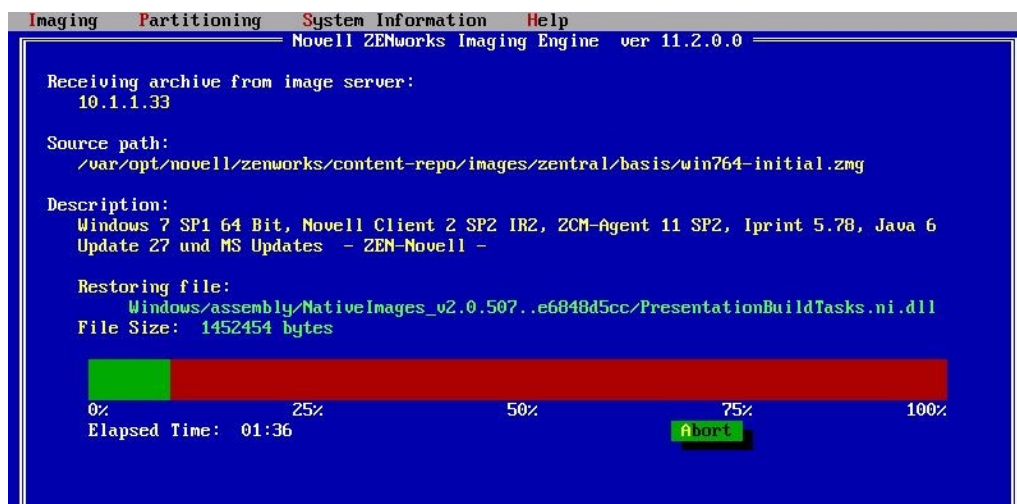 Imaging Partitioning System Information Help
Novell ZENworks Imaging Engine ver 11.2.0.0
Receiving archive from image server:
10.1.1.33
Source path:
/var/opt/novell/zenworks/content-repo/images/zentral/basis/win764-initial.zmg
Description:
Windows 7 SP1 64 Bit, Novell Client 2 SP2 IR2, ZCM-Agent 11 SP2, Iprint 5.78, Java 6
Update 27 und MS Updates - ZEN-Novell -
Restoring file:
Windows/assembly/NativeImages_v2.0.507..e6848d5cc/PresentationBuildTasks.ni.dll
File Size: 1452454 bytes
0% 25% 50% 75% 100%
Elapsed Time: 01:36 Abort